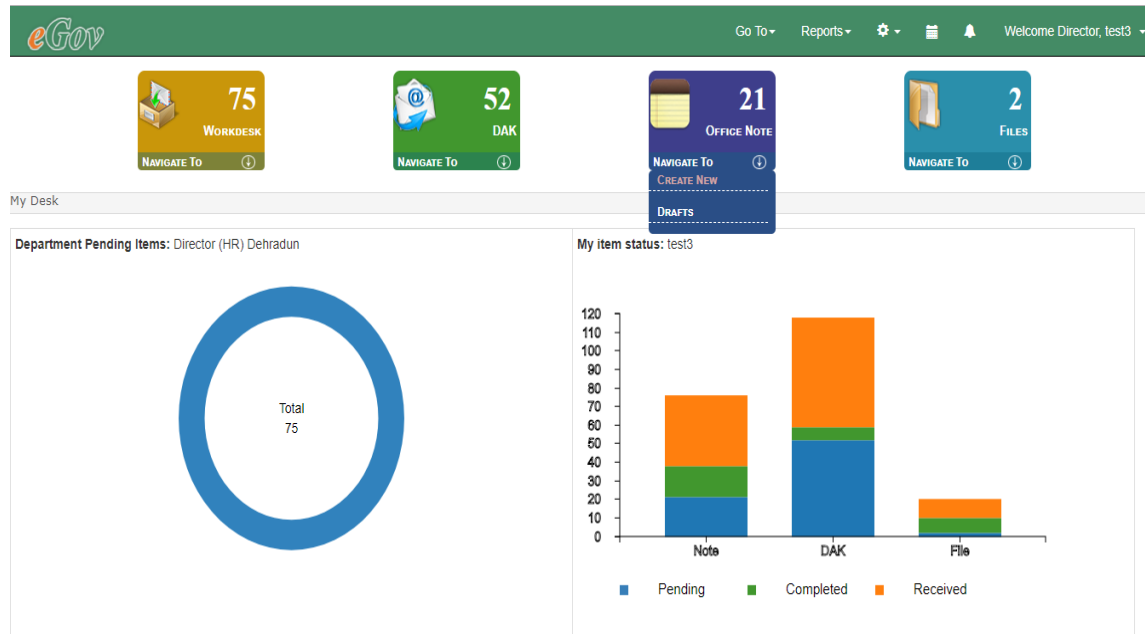 eGov
Go To
Reports
Welcome Director, test3
75
WORKDESK
NAVIGATE TO
52
DAK
NAVIGATE TO
21
OFFICE NOTE
NAVIGATE TO
CREATE NEW
DRAFTS
2
FILES
NAVIGATE TO
My Desk
Department Pending Items: Director (HR) Dehradun
Total
75
My item status: test3
120
110
100
90
80
70
60
50
40
30
20
10
0
Note DAK File
Pending Completed Received